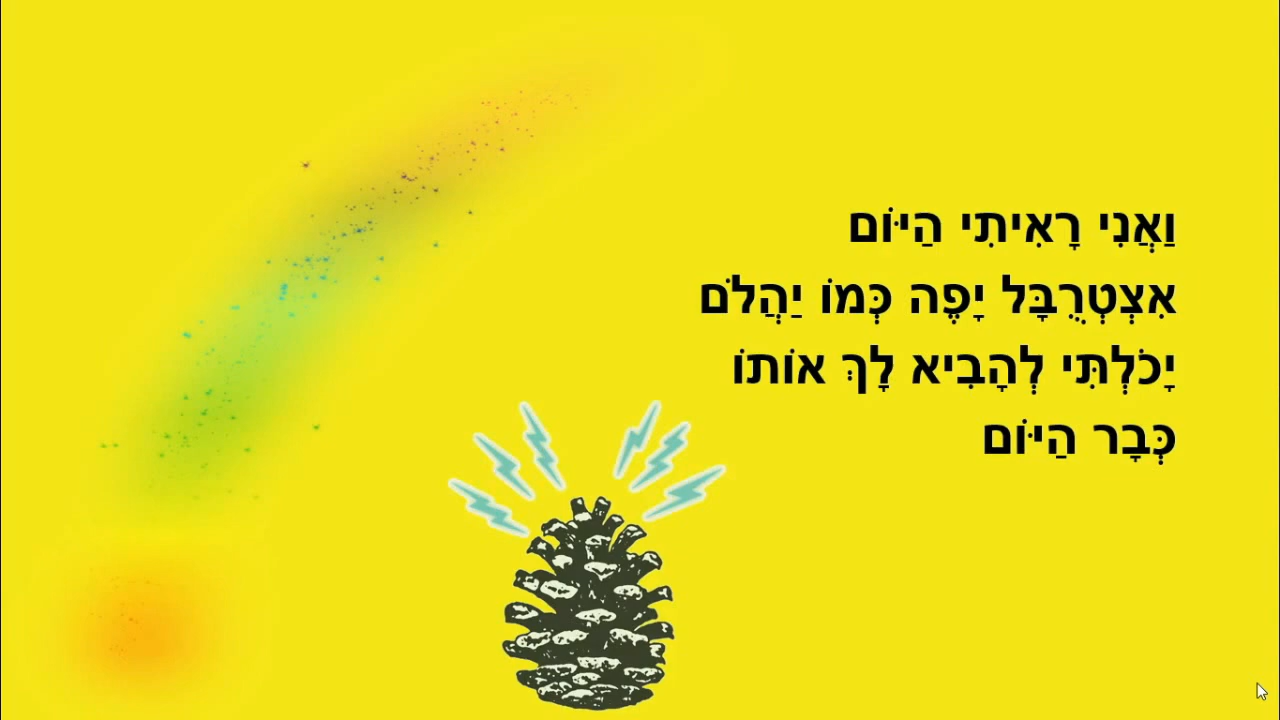 וַאֲנִי רָאִיתִי הַיּוֹם
אִצְטְרֻבָּל יָפֶה כְּמוֹ יַהֲלֹם
יָכֹלְתִּי לְהָבִיא לָךְ אוֹתוֹ
כְּבָר הַיּוֹם